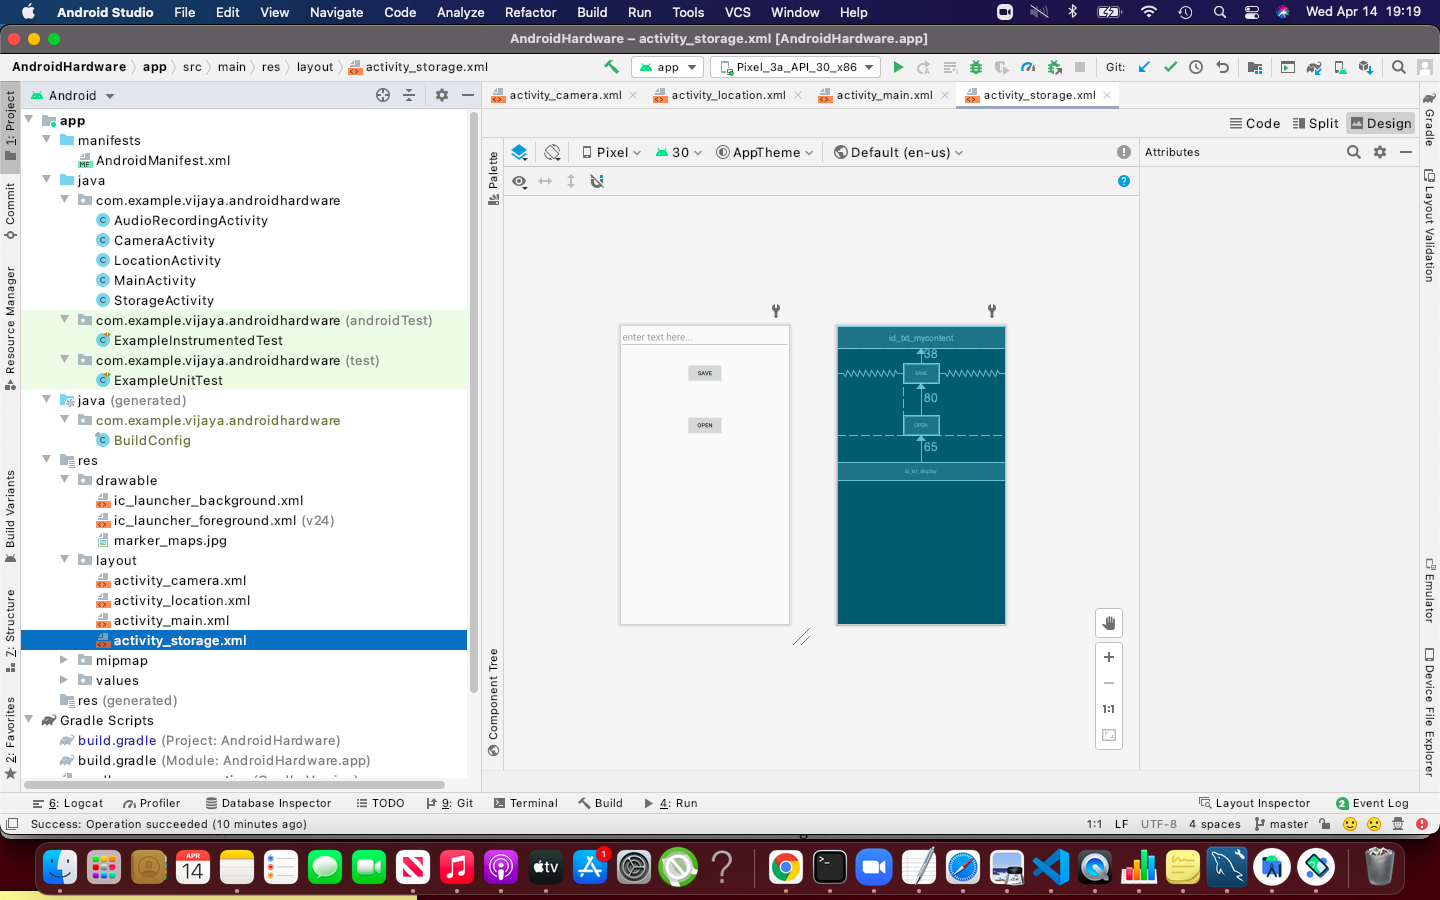 Android Studio File Edit View Navigate Code Analyze Refactor Build Run Tools VCS Window Help Wed Apr 14 19:19
AndroidHardware – activity_storage.xml [AndroidHardware.app]
AndroidHardware app src main res layout activity_storage.xml app Pixel_3a_API_30_x86 Git:
Android activity_camera.xml activity_location.xml activity_main.xml activity_storage.xml
Code Split Design
Pixel 30 AppTheme Default (en-us) Attributes
1: Project
Commit
Resource Manager
Build Variants
7: Structure
2: Favorites
app
manifests
AndroidManifest.xml
java
com.example.vijaya.androidhardware
AudioRecordingActivity
CameraActivity
LocationActivity
MainActivity
StorageActivity
com.example.vijaya.androidhardware (androidTest)
ExampleInstrumentedTest
com.example.vijaya.androidhardware (test)
ExampleUnitTest
java (generated)
com.example.vijaya.androidhardware
BuildConfig
res
drawable
ic_launcher_background.xml
ic_launcher_foreground.xml (v24)
marker_maps.jpg
layout
activity_camera.xml
activity_location.xml
activity_main.xml
activity_storage.xml
mipmap
values
res (generated)
Gradle Scripts
build.gradle (Project: AndroidHardware)
build.gradle (Module: AndroidHardware.app)
Palette
Component Tree
enter text here...
SAVE
OPEN
id_txt_mycontent
38
SAVE
80
OPEN
65
id_txt_display
1:1
Gradle
Layout Validation
Emulator
Device File Explorer
6: Logcat Profiler Database Inspector TODO 9: Git Terminal Build 4: Run Layout Inspector 2 Event Log
Success: Operation succeeded (10 minutes ago) 1:1 LF UTF-8 4 spaces master
APR
14
tv
1